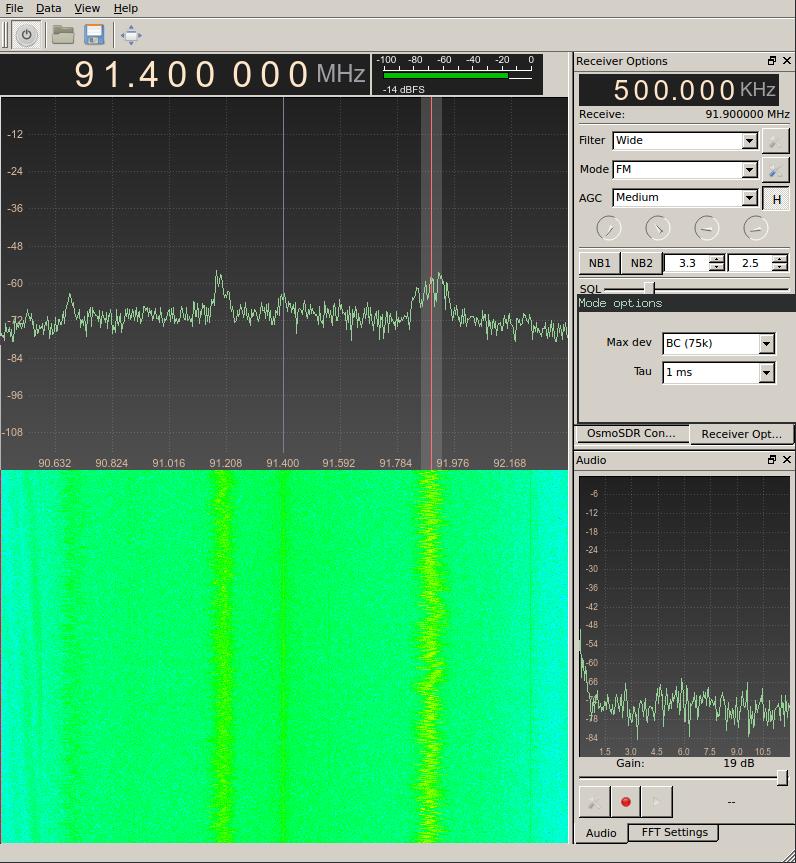 File Data View Help
91.400 000 MHz
-100 -80 -60 -40 -20 0
-14 dBFS
-12
-24
-36
-48
-60
-72
-84
-96
-108
90.632 90.824 91.016 91.208 91.400 91.592 91.784 91.976 92.168
Receiver Options
500.000 KHz
Receive: 91.900000 MHz
Filter Wide
Mode FM
AGC Medium H
NB1 NB2 3.3 2.5
SQL
Mode options
Max dev BC (75k)
Tau 1 ms
OsmoSDR Con... Receiver Opt...
Audio
-6
-12
-18
-24
-30
-36
-42
-48
-54
-60
-66
-72
-78
-84
1.5 3.0 4.5 6.0 7.5 9.0 10.5
Gain: 19 dB
--
Audio FFT Settings